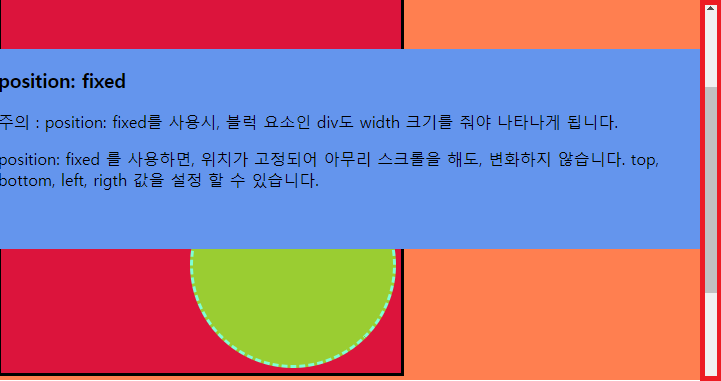 position: fixed
주의 : position: fixed를 사용시, 블럭 요소인 div도 width 크기를 줘야 나타나게 됩니다.
position: fixed 를 사용하면, 위치가 고정되어 아무리 스크롤을 해도, 변화하지 않습니다. top,
bottom, left, rigth 값을 설정 할 수 있습니다.